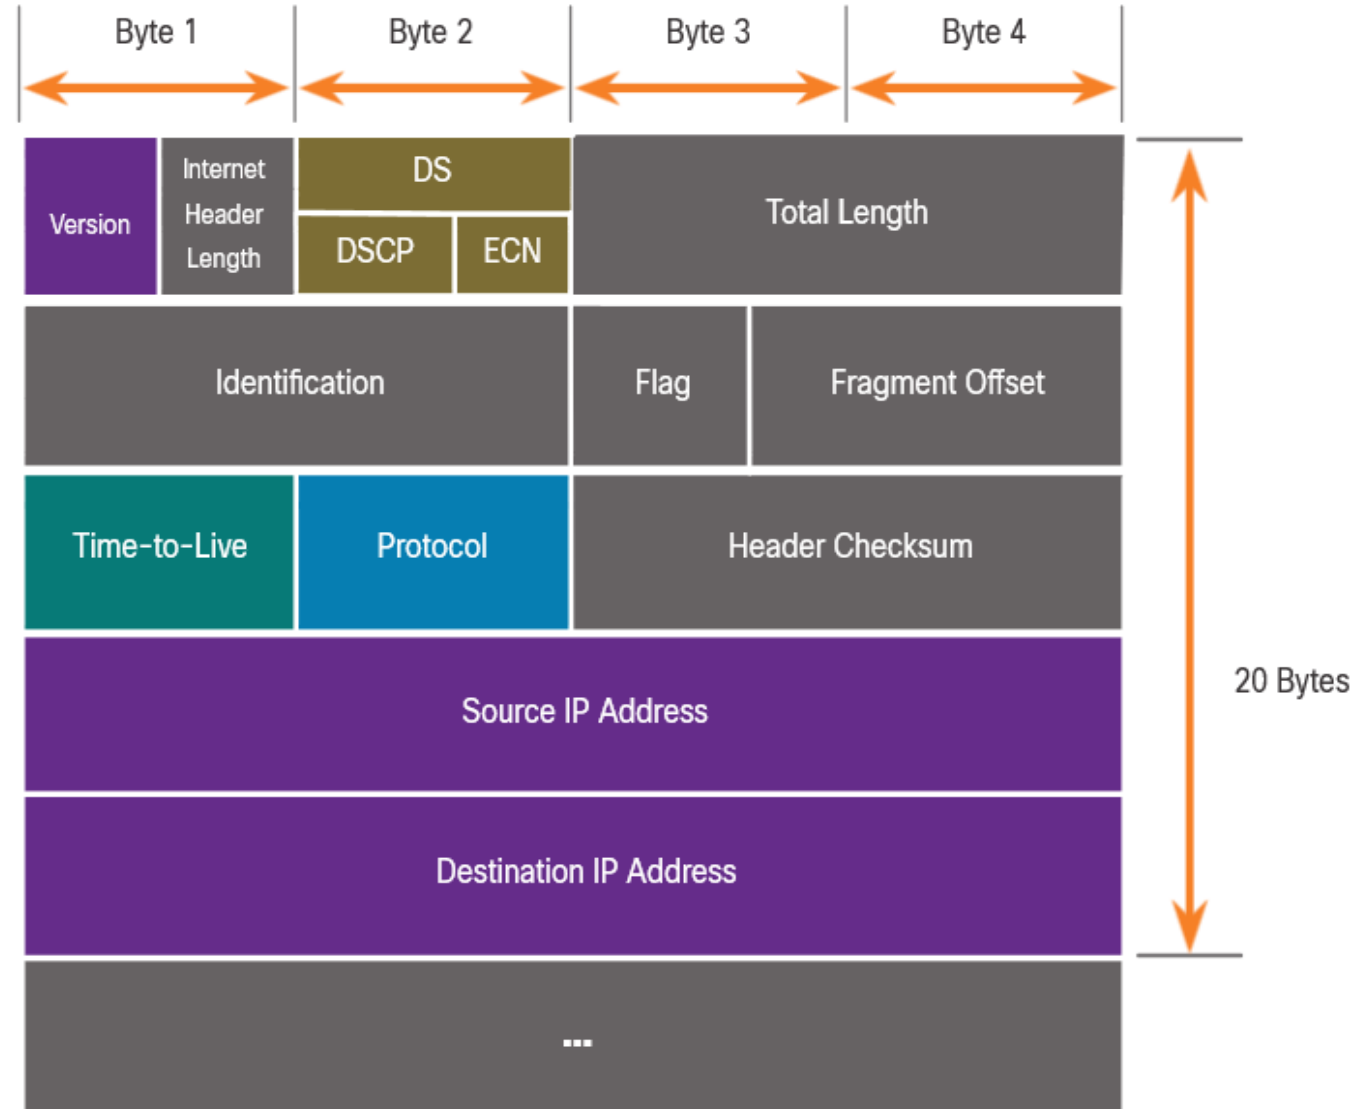 Byte 1
Byte 2
Byte 3
Byte 4
Version
Internet
Header
Length
DS
DSCP
ECN
Total Length
Identification
Flag
Fragment Offset
Time-to-Live
Protocol
Header Checksum
Source IP Address
20 Bytes
Destination IP Address
...